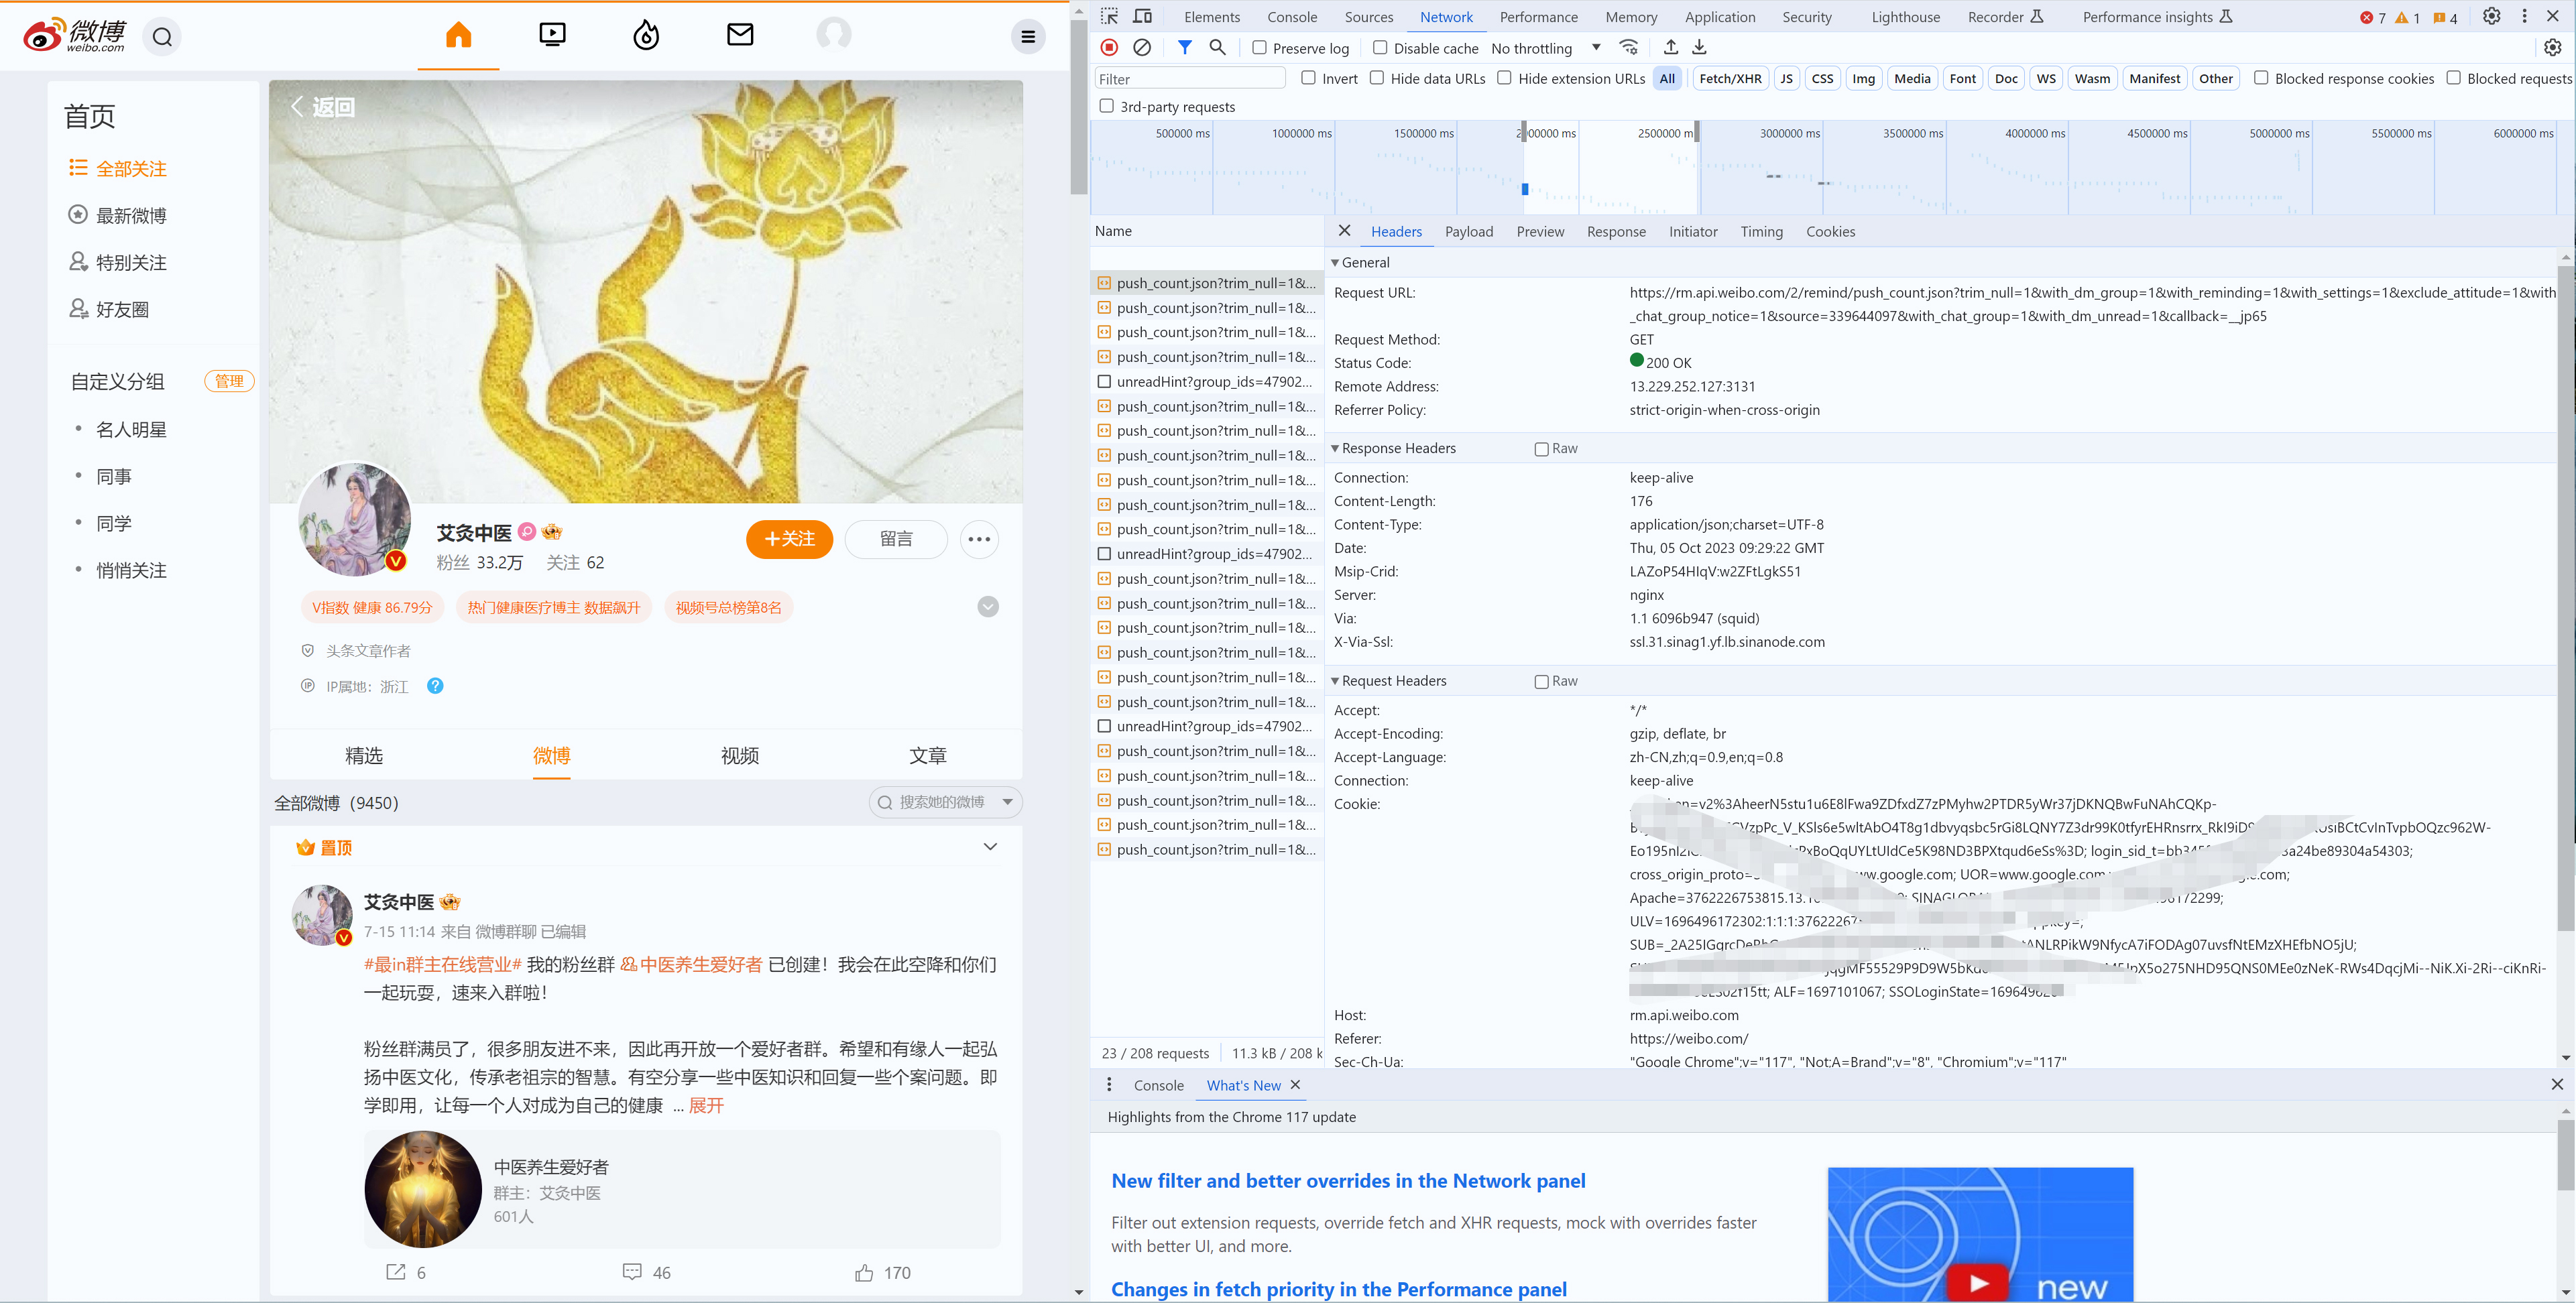 微博
weibo.com
首页
全部关注
最新微博
特别关注
好友圈
自定义分组 管理
名人明星
同事
同学
悄悄关注
返回
艾灸中医
粉丝 33.2万 关注 62
+关注 留言
V指数 健康 86.79分 热门健康医疗博主 数据飙升 视频号总榜第8名
头条文章作者
IP属地：浙江
精选 微博 视频 文章
全部微博（9450） 搜索她的微博
置顶
艾灸中医
7-15 11:14 来自 微博群聊 已编辑
#最in群主在线营业# 我的粉丝群 中医养生爱好者 已创建！我会在此空降和你们
一起玩耍，速来入群啦！
粉丝群满员了，很多朋友进不来，因此再开放一个爱好者群。希望和有缘人一起弘
扬中医文化，传承老祖宗的智慧。有空分享一些中医知识和回复一些个案问题。即
学即用，让每一个人对成为自己的健康 ... 展开
中医养生爱好者
群主：艾灸中医
601人
6 46 170
Elements Console Sources Network Performance Memory Application Security Lighthouse Recorder Performance insights 7 1 4
Preserve log Disable cache No throttling
Filter Invert Hide data URLs Hide extension URLs All Fetch/XHR JS CSS Img Media Font Doc WS Wasm Manifest Other Blocked response cookies Blocked requests
3rd-party requests
500000 ms 1000000 ms 1500000 ms 2000000 ms 2500000 m 3000000 ms 3500000 ms 4000000 ms 4500000 ms 5000000 ms 5500000 ms 6000000 ms
Name
push_count.json?trim_null=1&...
push_count.json?trim_null=1&...
push_count.json?trim_null=1&...
push_count.json?trim_null=1&...
unreadHint?group_ids=47902...
push_count.json?trim_null=1&...
push_count.json?trim_null=1&...
push_count.json?trim_null=1&...
push_count.json?trim_null=1&...
push_count.json?trim_null=1&...
push_count.json?trim_null=1&...
unreadHint?group_ids=47902...
push_count.json?trim_null=1&...
push_count.json?trim_null=1&...
push_count.json?trim_null=1&...
push_count.json?trim_null=1&...
push_count.json?trim_null=1&...
push_count.json?trim_null=1&...
unreadHint?group_ids=47902...
push_count.json?trim_null=1&...
push_count.json?trim_null=1&...
push_count.json?trim_null=1&...
push_count.json?trim_null=1&...
push_count.json?trim_null=1&...
23 / 208 requests 11.3 kB / 208 k
Headers Payload Preview Response Initiator Timing Cookies
General
Request URL: https://rm.api.weibo.com/2/remind/push_count.json?trim_null=1&with_dm_group=1&with_reminding=1&with_settings=1&exclude_attitude=1&with
_chat_group_notice=1&source=339644097&with_chat_group=1&with_dm_unread=1&callback=__jp65
Request Method: GET
Status Code: 200 OK
Remote Address: 13.229.252.127:3131
Referrer Policy: strict-origin-when-cross-origin
Response Headers Raw
Connection: keep-alive
Content-Length: 176
Content-Type: application/json;charset=UTF-8
Date: Thu, 05 Oct 2023 09:29:22 GMT
Msip-Crid: LAZoP54HIqV:w2ZFtLgkS51
Server: nginx
Via: 1.1 6096b947 (squid)
X-Via-Ssl: ssl.31.sinag1.yf.lb.sinanode.com
Request Headers Raw
Accept: */*
Accept-Encoding: gzip, deflate, br
Accept-Language: zh-CN,zh;q=0.9,en;q=0.8
Connection: keep-alive
Cookie:
login_sid_t=
cross_origin_proto= UOR=www.google.com
Apache=3762226753815.13.
ULV=1696496172302:1:1:1:
SUB=
ALF=1697101067; SSOLoginState=
Host: rm.api.weibo.com
Referer: https://weibo.com/
Sec-Ch-Ua: "Google Chrome";v="117", "Not;A=Brand";v="8", "Chromium";v="117"
Console What's New
Highlights from the Chrome 117 update
New filter and better overrides in the Network panel
Filter out extension requests, override fetch and XHR requests, mock with overrides faster
with better UI, and more.
Changes in fetch priority in the Performance panel
new